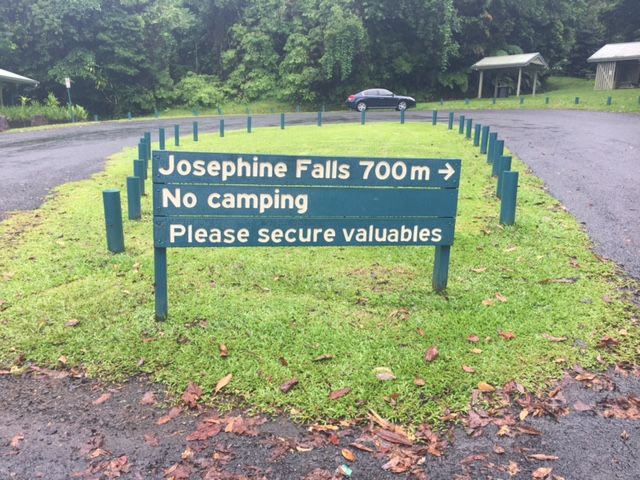 Josephine Falls 700m →
No camping
Please secure valuables